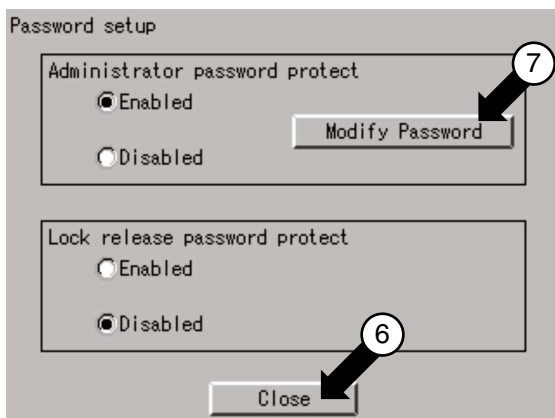 Password setup
Administrator password protect
7
Enabled
Modify Password
Disabled
Lock release password protect
Enabled
Disabled
6
Close